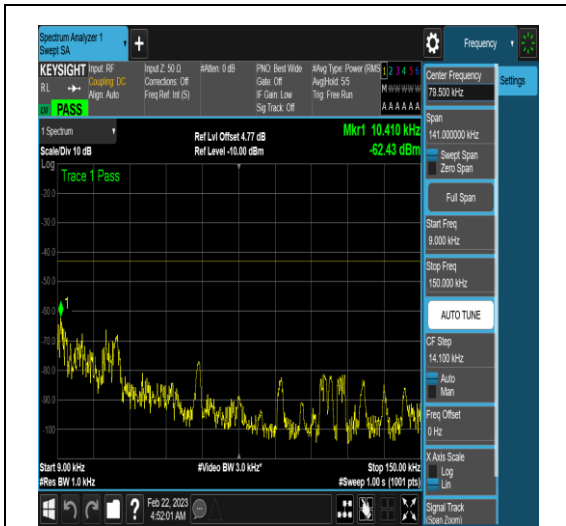 Spectrum Analyzer 1
Swept SA
Frequency
KEYSIGHT
RL
PASS
Input: RF
Coupling: DC
Align: Auto
Input Z: 50 Ω
Corrections: Off
Freq Ref: Int (S)
#Atten: 0 dB
PNO: Best Wide
Gate: Off
IF Gain: Low
Sig Track: Off
#Avg Type: Power (RMS
Avg|Hold: 5/5
Trig: Free Run
1 2 3 4 5 6
M W W W W W
A A A A A A
1 Spectrum
Scale/Div 10 dB
Ref Lvl Offset 4.77 dB
Ref Level -10.00 dBm
Mkr1 10.410 kHz
-62.43 dBm
Log
Trace 1 Pass
-20.0
-30.0
-40.0
-50.0
-60.0
-70.0
-80.0
-90.0
-100
1
Start 9.00 kHz
#Res BW 1.0 kHz
#Video BW 3.0 kHz*
Stop 150.00 kHz
#Sweep 1.00 s (1001 pts)
Feb 22, 2023
4:52:01 AM
Center Frequency
79.500 kHz
Settings
Span
141.000000 kHz
Swept Span
Zero Span
Full Span
Start Freq
9.000 kHz
Stop Freq
150.000 kHz
AUTO TUNE
CF Step
14.100 kHz
Auto
Man
Freq Offset
0 Hz
X Axis Scale
Log
Lin
Signal Track
(Span Zoom)